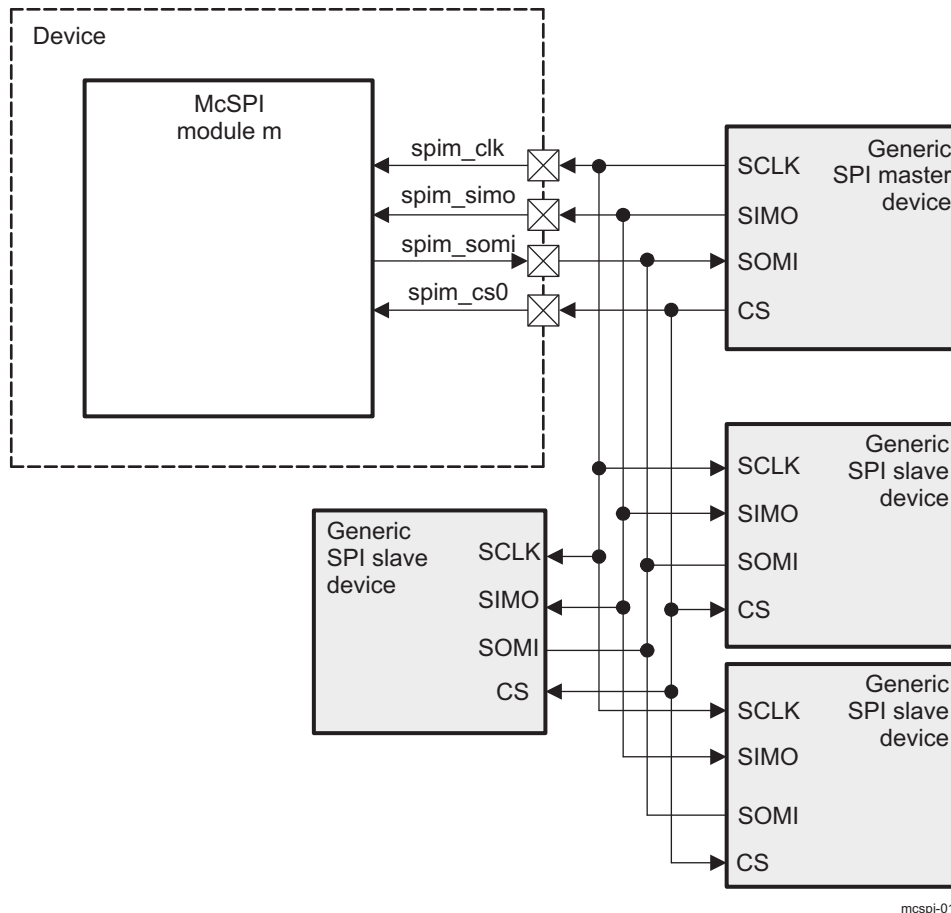 Device
McSPI
module m
spim_clk
spim_simo
spim_somi
spim_cs0
SCLK
SIMO
SOMI
CS
Generic
SPI master
device
SCLK
SIMO
SOMI
CS
Generic
SPI slave
device
Generic
SPI slave
device
SCLK
SIMO
SOMI
CS
SCLK
SIMO
SOMI
CS
Generic
SPI slave
device
mcspi-01